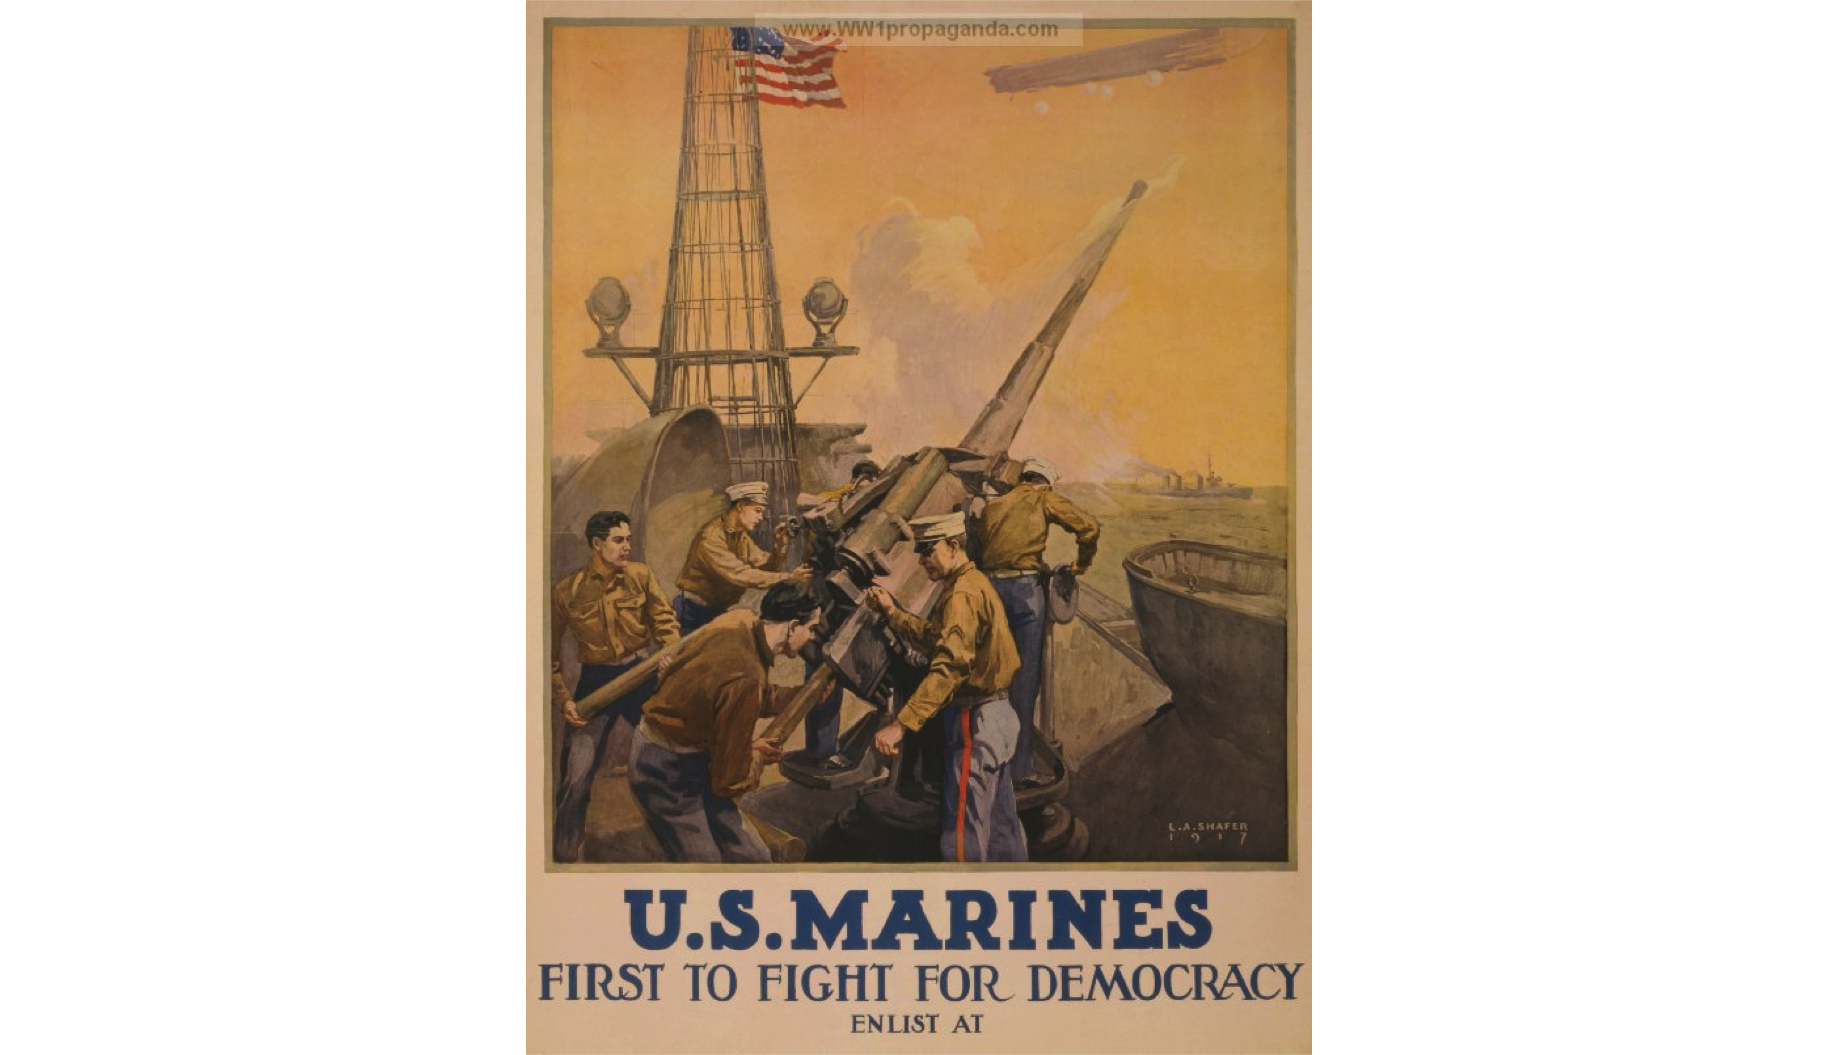 www.WW1propaganda.com
L.A.SHAFER
1917
U.S.MARINES
FIRST TO FIGHT FOR DEMOCRACY
ENLIST AT